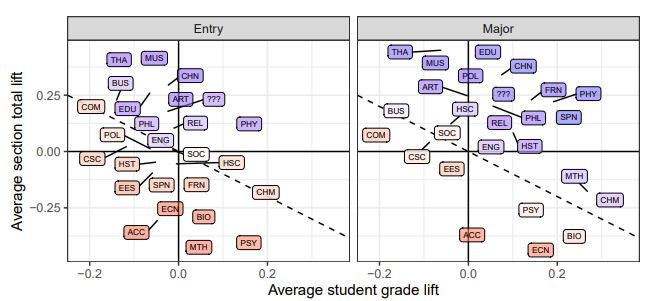 Entry
Major
Average section total lift
0.25
0.00
−0.25
THA
MUS
CHN
BUS
COM
EDU
ART
???
PHL
REL
PHY
POL
ENG
SOC
CSC
HST
HSC
EES
SPN
FRN
CHM
ECN
BIO
ACC
MTH
PSY
THA
MUS
EDU
POL
CHN
ART
???
FRN
PHY
BUS
HSC
COM
SOC
REL
PHL
SPN
CSC
ENG
HST
EES
MTH
CHM
PSY
ACC
BIO
ECN
−0.2
0.0
0.2
−0.2
0.0
0.2
Average student grade lift